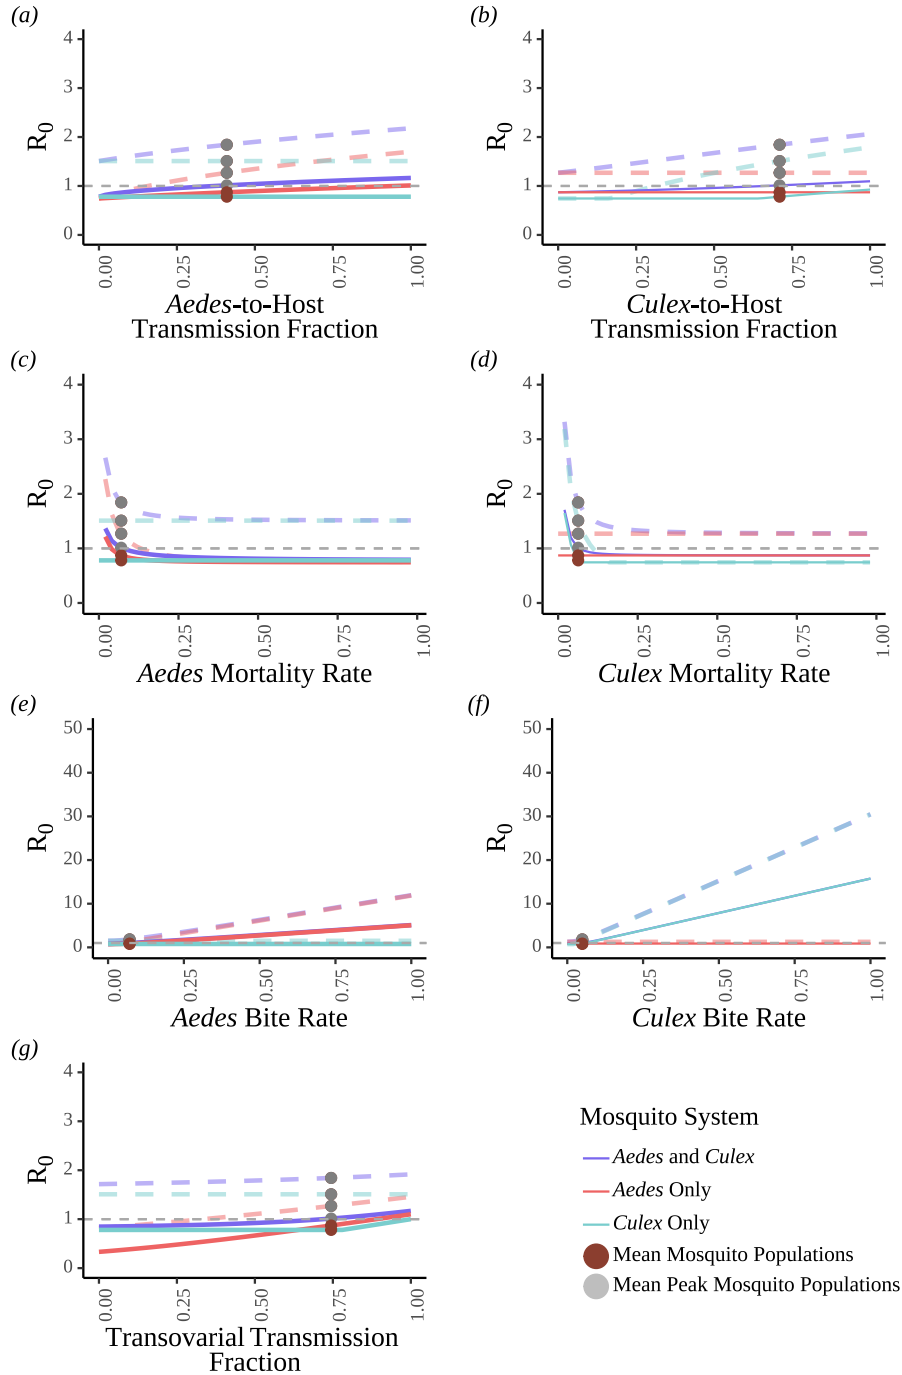 (a)
4
3
2
1
0
R0
0.00
0.25
0.50
0.75
1.00
Aedes-to-Host
Transmission Fraction
(b)
4
3
2
1
0
R0
0.00
0.25
0.50
0.75
1.00
Culex-to-Host
Transmission Fraction
(c)
4
3
2
1
0
R0
0.00
0.25
0.50
0.75
1.00
Aedes Mortality Rate
(d)
4
3
2
1
0
R0
0.00
0.25
0.50
0.75
1.00
Culex Mortality Rate
(e)
50
40
30
20
10
0
R0
0.00
0.25
0.50
0.75
1.00
Aedes Bite Rate
(f)
50
40
30
20
10
0
R0
0.00
0.25
0.50
0.75
1.00
Culex Bite Rate
(g)
4
3
2
1
0
R0
0.00
0.25
0.50
0.75
1.00
Transovarial Transmission
Fraction
Mosquito System
Aedes and Culex
Aedes Only
Culex Only
Mean Mosquito Populations
Mean Peak Mosquito Populations